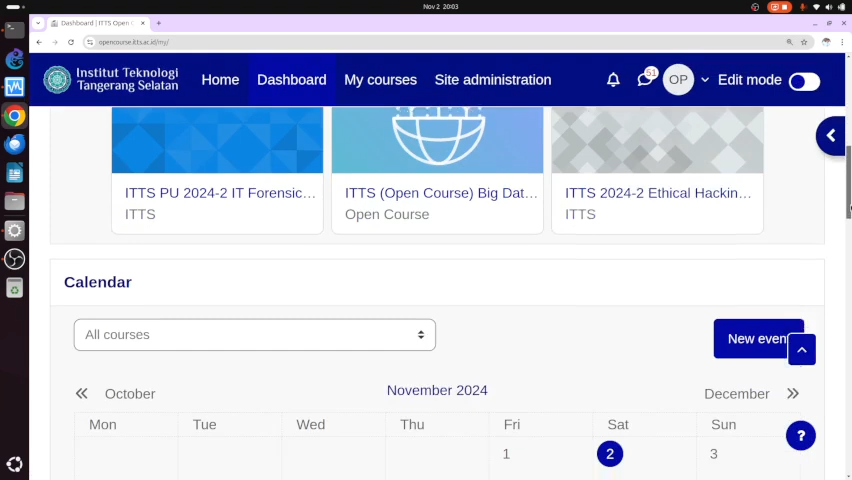 Nov 2 20:03
Dashboard | ITTS Open C
opencourse.itts.ac.id/my/
Institut Teknologi
Tangerang Selatan
Home
Dashboard
My courses
Site administration
51
OP
Edit mode
ITTS PU 2024-2 IT Forensic...
ITTS
ITTS (Open Course) Big Dat...
Open Course
ITTS 2024-2 Ethical Hackin...
ITTS
Calendar
All courses
New even
October
November 2024
December
Mon Tue Wed Thu Fri Sat Sun
1 2 3
?